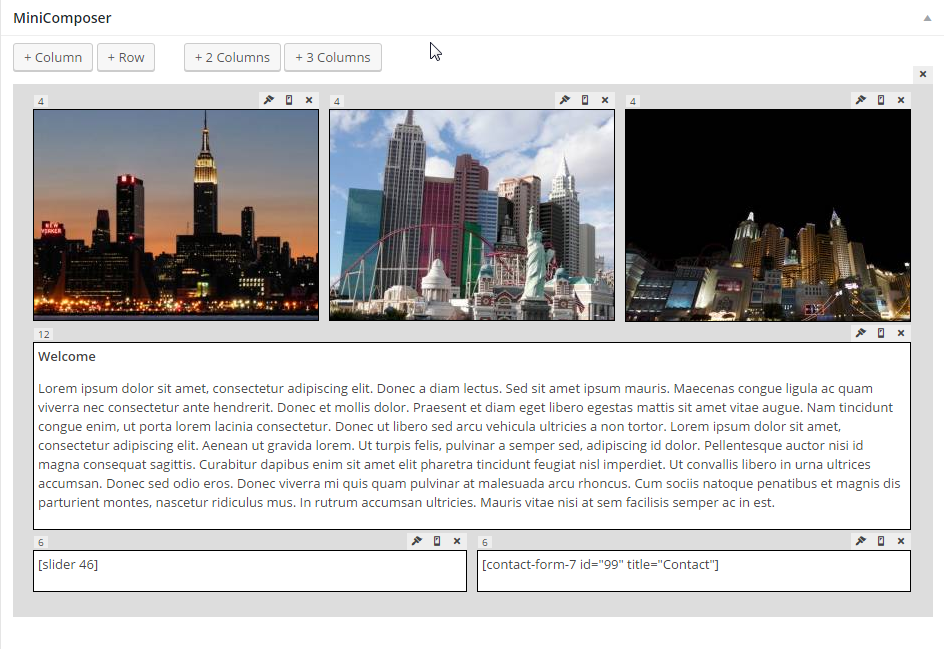 MiniComposer
+ Column + Row + 2 Columns + 3 Columns
4 4 4
NEW YORKER
12
Welcome
Lorem ipsum dolor sit amet, consectetur adipiscing elit. Donec a diam lectus. Sed sit amet ipsum mauris. Maecenas congue ligula ac quam
viverra nec consectetur ante hendrerit. Donec et mollis dolor. Praesent et diam eget libero egestas mattis sit amet vitae augue. Nam tincidunt
congue enim, ut porta lorem lacinia consectetur. Donec ut libero sed arcu vehicula ultricies a non tortor. Lorem ipsum dolor sit amet,
consectetur adipiscing elit. Aenean ut gravida lorem. Ut turpis felis, pulvinar a semper sed, adipiscing id dolor. Pellentesque auctor nisi id
magna consequat sagittis. Curabitur dapibus enim sit amet elit pharetra tincidunt feugiat nisl imperdiet. Ut convallis libero in urna ultrices
accumsan. Donec sed odio eros. Donec viverra mi quis quam pulvinar at malesuada arcu rhoncus. Cum sociis natoque penatibus et magnis dis
parturient montes, nascetur ridiculus mus. In rutrum accumsan ultricies. Mauris vitae nisi at sem facilisis semper ac in est.
6 6
[slider 46] [contact-form-7 id="99" title="Contact"]